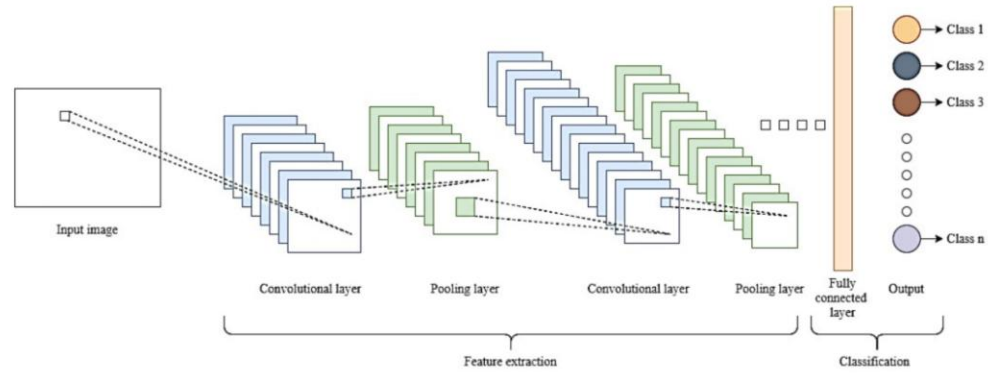 Class 1
Class 2
Class 3
Class n
Input image
Convolutional layer
Pooling layer
Convolutional layer
Pooling layer
Fully
connected
layer
Output
Feature extraction
Classification